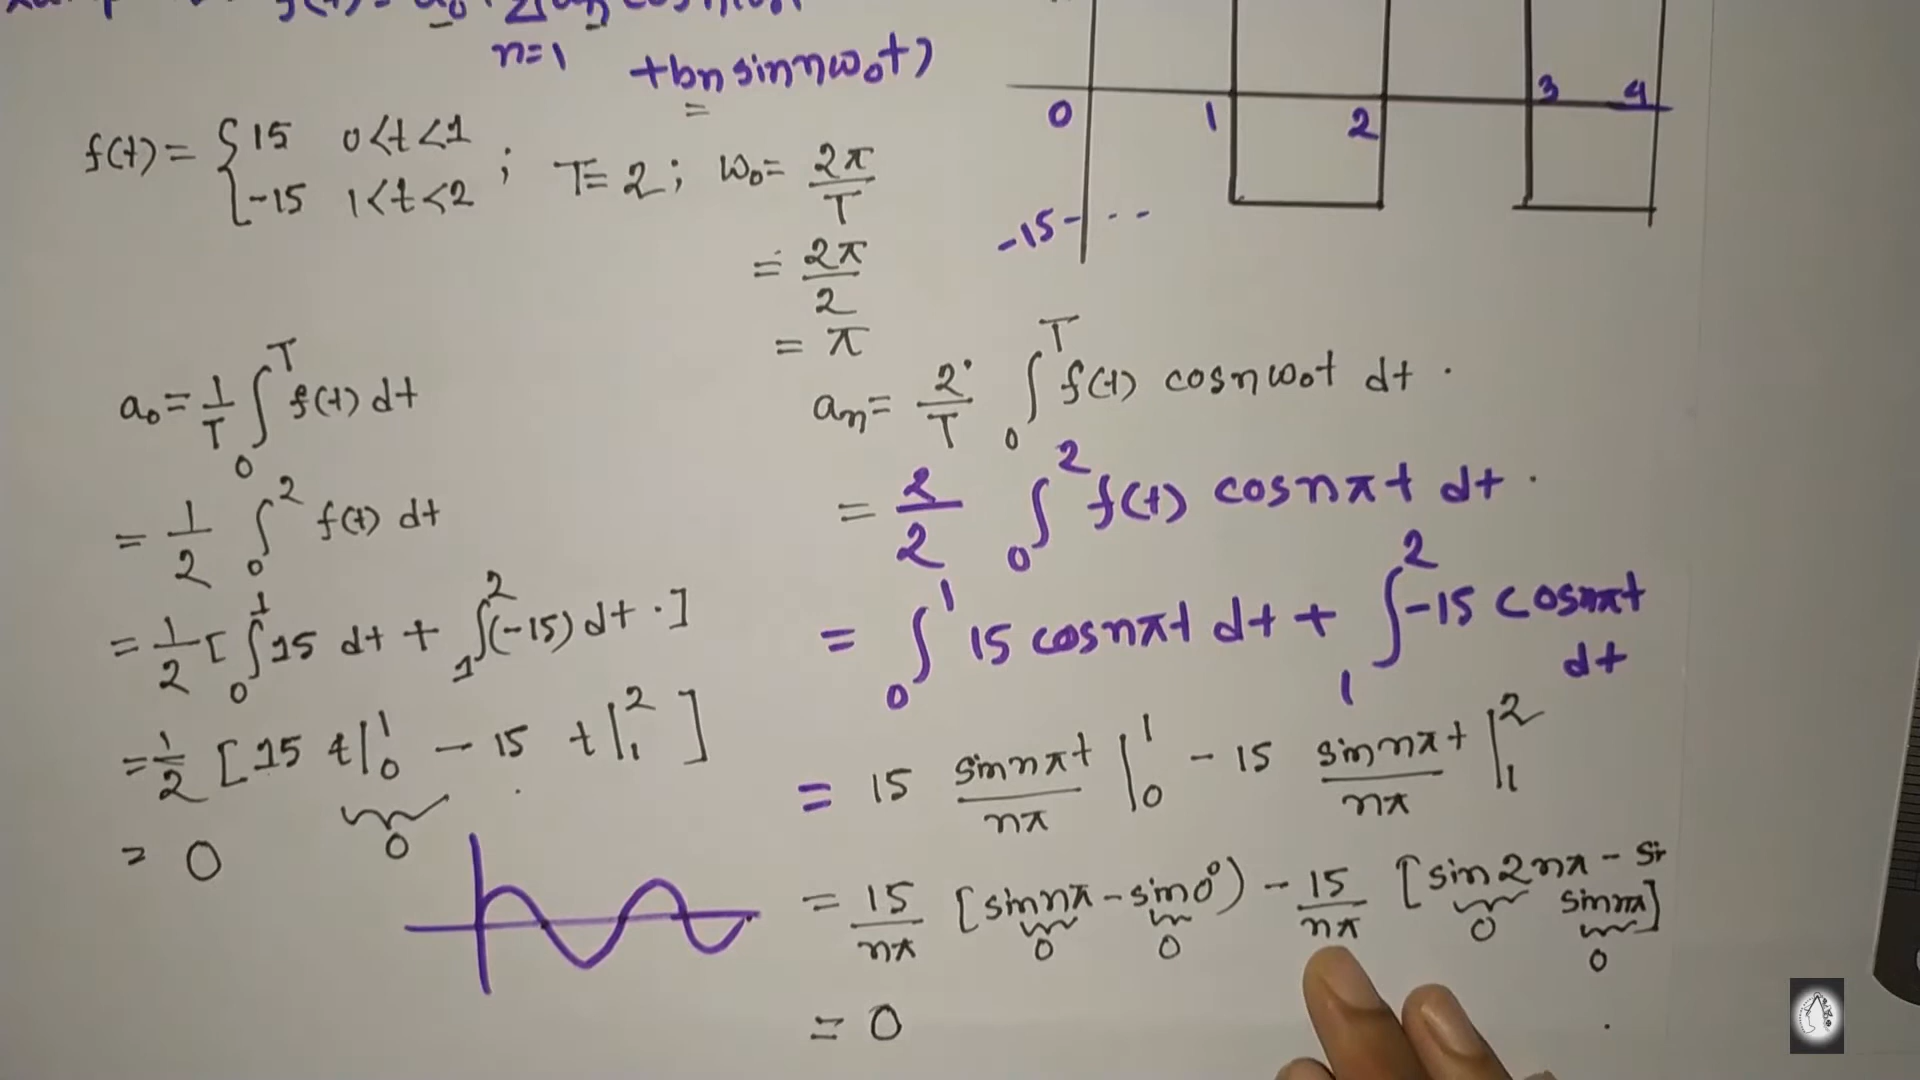 n=1 +bn sin nω₀t)
f(t) = { 15 0<t<1
-15 1<t<2 ; T=2; ω₀= 2π/T
= 2π/2
= π
0 1 2 3 4
-15- --
a₀ = 1/T ∫₀ᵀ f(t) dt
= 1/2 ∫₀² f(t) dt
= 1/2 [ ∫₀¹ 15 dt + ∫₁² (-15) dt . ]
= 1/2 [ 15 t|₀¹ - 15 t|₁² ]
0
= 0
an = 2/T ∫₀ᵀ f(t) cos nω₀t dt .
= 2/2 ∫₀² f(t) cos nπt dt .
= ∫₀¹ 15 cos nπt dt + ∫₁² -15 cos nπt
dt
= 15 sin nπt/nπ |₀¹ - 15 sin nπt/nπ |₁²
= 15/nπ [sin nπ - sin 0°) - 15/nπ [sin 2nπ - si
sin nπ]
0 0 0 0
= 0